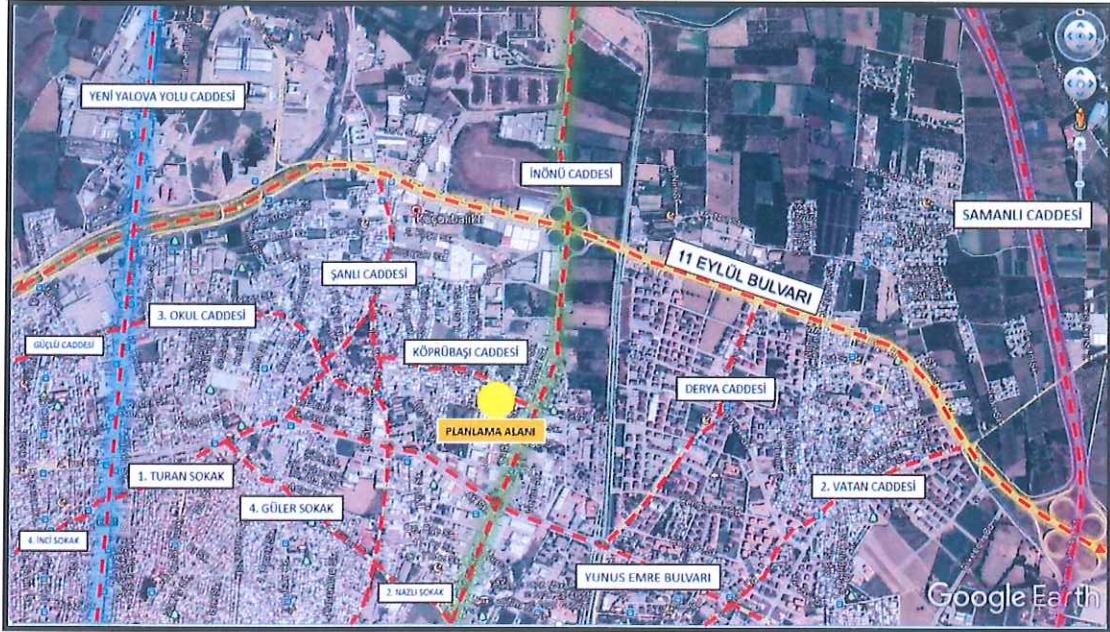 YENİ YALOVA YOLU CADDESİ
İNÖNÜ CADDESİ
SAMANLI CADDESİ
11 EYLÜL BULVARI
ŞANLI CADDESİ
3. OKUL CADDESİ
GÜÇLÜ CADDESİ
KÖPRÜBAŞI CADDESİ
DERYA CADDESİ
PLANLAMA ALANI
1. TURAN SOKAK
2. VATAN CADDESİ
4. GÜLER SOKAK
4. İNCİ SOKAK
YUNUS EMRE BULVARI
2. NAZLI SOKAK
Google Earth